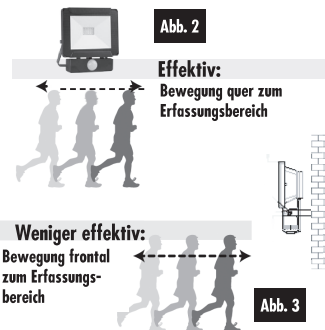 Abb. 2
Effektiv:
Bewegung quer zum
Erfassungsbereich
Weniger effektiv:
Bewegung frontal
zum Erfassungs-
bereich
Abb. 3